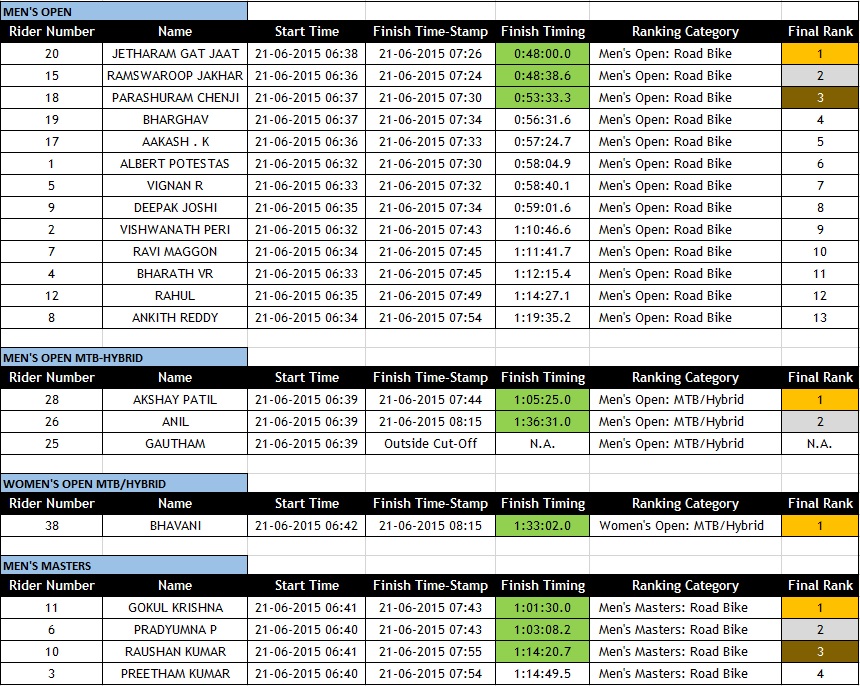 MEN'S OPEN
Rider Number Name Start Time Finish Time-Stamp Finish Timing Ranking Category Final Rank
20 JETHARAM GAT JAAT 21-06-2015 06:38 21-06-2015 07:26 0:48:00.0 Men's Open: Road Bike 1
15 RAMSWAROOP JAKHAR 21-06-2015 06:36 21-06-2015 07:24 0:48:38.6 Men's Open: Road Bike 2
18 PARASHURAM CHENJI 21-06-2015 06:37 21-06-2015 07:30 0:53:33.3 Men's Open: Road Bike 3
19 BHARGHAV 21-06-2015 06:37 21-06-2015 07:34 0:56:31.6 Men's Open: Road Bike 4
17 AAKASH . K 21-06-2015 06:36 21-06-2015 07:33 0:57:24.7 Men's Open: Road Bike 5
1 ALBERT POTESTAS 21-06-2015 06:32 21-06-2015 07:30 0:58:04.9 Men's Open: Road Bike 6
5 VIGNAN R 21-06-2015 06:33 21-06-2015 07:32 0:58:40.1 Men's Open: Road Bike 7
9 DEEPAK JOSHI 21-06-2015 06:35 21-06-2015 07:34 0:59:01.6 Men's Open: Road Bike 8
2 VISHWANATH PERI 21-06-2015 06:32 21-06-2015 07:43 1:10:46.6 Men's Open: Road Bike 9
7 RAVI MAGGON 21-06-2015 06:34 21-06-2015 07:45 1:11:41.7 Men's Open: Road Bike 10
4 BHARATH VR 21-06-2015 06:33 21-06-2015 07:45 1:12:15.4 Men's Open: Road Bike 11
12 RAHUL 21-06-2015 06:35 21-06-2015 07:49 1:14:27.1 Men's Open: Road Bike 12
8 ANKITH REDDY 21-06-2015 06:34 21-06-2015 07:54 1:19:35.2 Men's Open: Road Bike 13
MEN'S OPEN MTB-HYBRID
Rider Number Name Start Time Finish Time-Stamp Finish Timing Ranking Category Final Rank
28 AKSHAY PATIL 21-06-2015 06:39 21-06-2015 07:44 1:05:25.0 Men's Open: MTB/Hybrid 1
26 ANIL 21-06-2015 06:39 21-06-2015 08:15 1:36:31.0 Men's Open: MTB/Hybrid 2
25 GAUTHAM 21-06-2015 06:39 Outside Cut-Off N.A. Men's Open: MTB/Hybrid N.A.
WOMEN'S OPEN MTB/HYBRID
Rider Number Name Start Time Finish Time-Stamp Finish Timing Ranking Category Final Rank
38 BHAVANI 21-06-2015 06:42 21-06-2015 08:15 1:33:02.0 Women's Open: MTB/Hybrid 1
MEN'S MASTERS
Rider Number Name Start Time Finish Time-Stamp Finish Timing Ranking Category Final Rank
11 GOKUL KRISHNA 21-06-2015 06:41 21-06-2015 07:43 1:01:30.0 Men's Masters: Road Bike 1
6 PRADYUMNA P 21-06-2015 06:40 21-06-2015 07:43 1:03:08.2 Men's Masters: Road Bike 2
10 RAUSHAN KUMAR 21-06-2015 06:41 21-06-2015 07:55 1:14:20.7 Men's Masters: Road Bike 3
3 PREETHAM KUMAR 21-06-2015 06:40 21-06-2015 07:54 1:14:49.5 Men's Masters: Road Bike 4